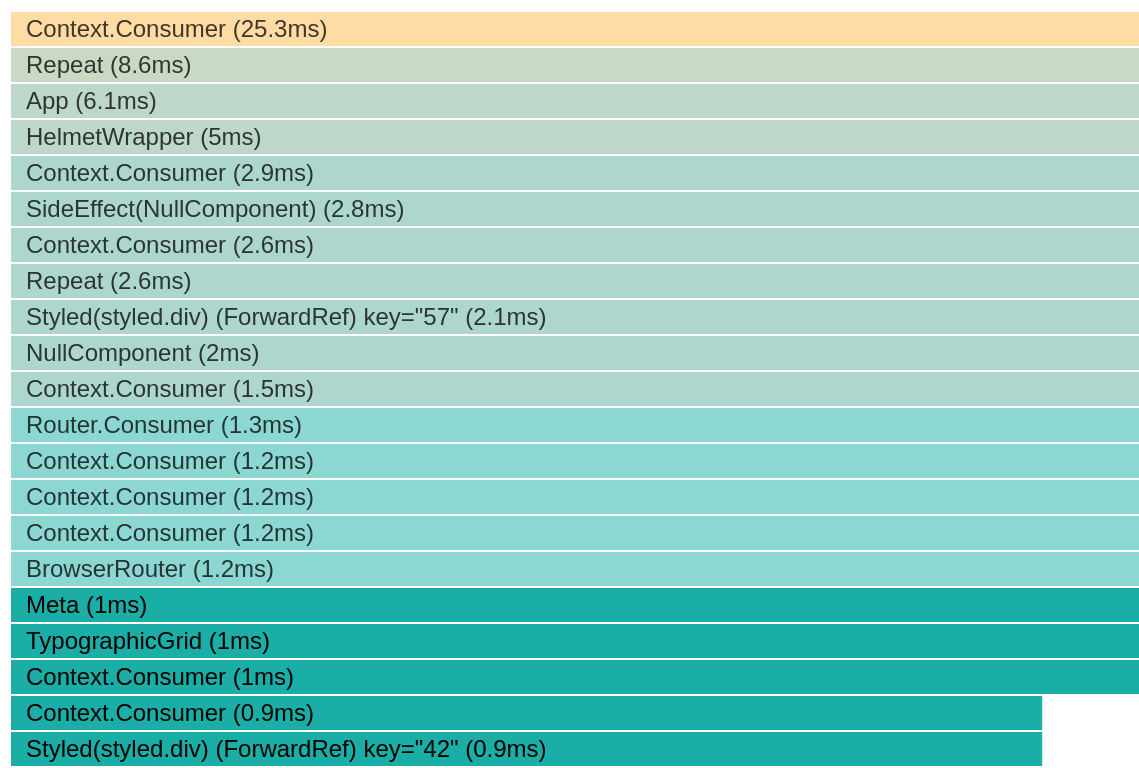 Context.Consumer (25.3ms)
Repeat (8.6ms)
App (6.1ms)
HelmetWrapper (5ms)
Context.Consumer (2.9ms)
SideEffect(NullComponent) (2.8ms)
Context.Consumer (2.6ms)
Repeat (2.6ms)
Styled(styled.div) (ForwardRef) key="57" (2.1ms)
NullComponent (2ms)
Context.Consumer (1.5ms)
Router.Consumer (1.3ms)
Context.Consumer (1.2ms)
Context.Consumer (1.2ms)
Context.Consumer (1.2ms)
BrowserRouter (1.2ms)
Meta (1ms)
TypographicGrid (1ms)
Context.Consumer (1ms)
Context.Consumer (0.9ms)
Styled(styled.div) (ForwardRef) key="42" (0.9ms)